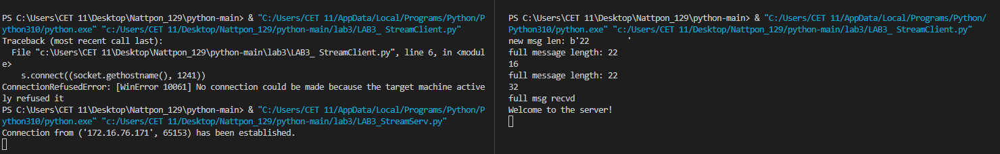 PS C:\Users\CET 11\Desktop\Nattpon_129\python-main> & "C:/Users/CET 11/AppData/Local/Programs/Python/P
ython310/python.exe" "c:/Users/CET 11/Desktop/Nattpon_129/python-main/lab3/LAB3_ StreamClient.py"
Traceback (most recent call last):
  File "c:\Users\CET 11\Desktop\Nattpon_129\python-main\lab3\LAB3_ StreamClient.py", line 6, in <modul
e>
    s.connect((socket.gethostname(), 1241))
ConnectionRefusedError: [WinError 10061] No connection could be made because the target machine active
ly refused it
PS C:\Users\CET 11\Desktop\Nattpon_129\python-main> & "C:/Users/CET 11/AppData/Local/Programs/Python/P
ython310/python.exe" "c:/Users/CET 11/Desktop/Nattpon_129/python-main/lab3/LAB3_StreamServ.py"
Connection from ('172.16.76.171', 65153) has been established.
PS C:\Users\CET 11\Desktop\Nattpon_129\python-main> & "C:/Users/CET 11/AppData/Local/Programs/Python/
Python310/python.exe" "c:/Users/CET 11/Desktop/Nattpon_129/python-main/lab3/LAB3_ StreamClient.py"
new msg len: b'22        '
full message length: 22
16
full message length: 22
32
full msg recvd
Welcome to the server!